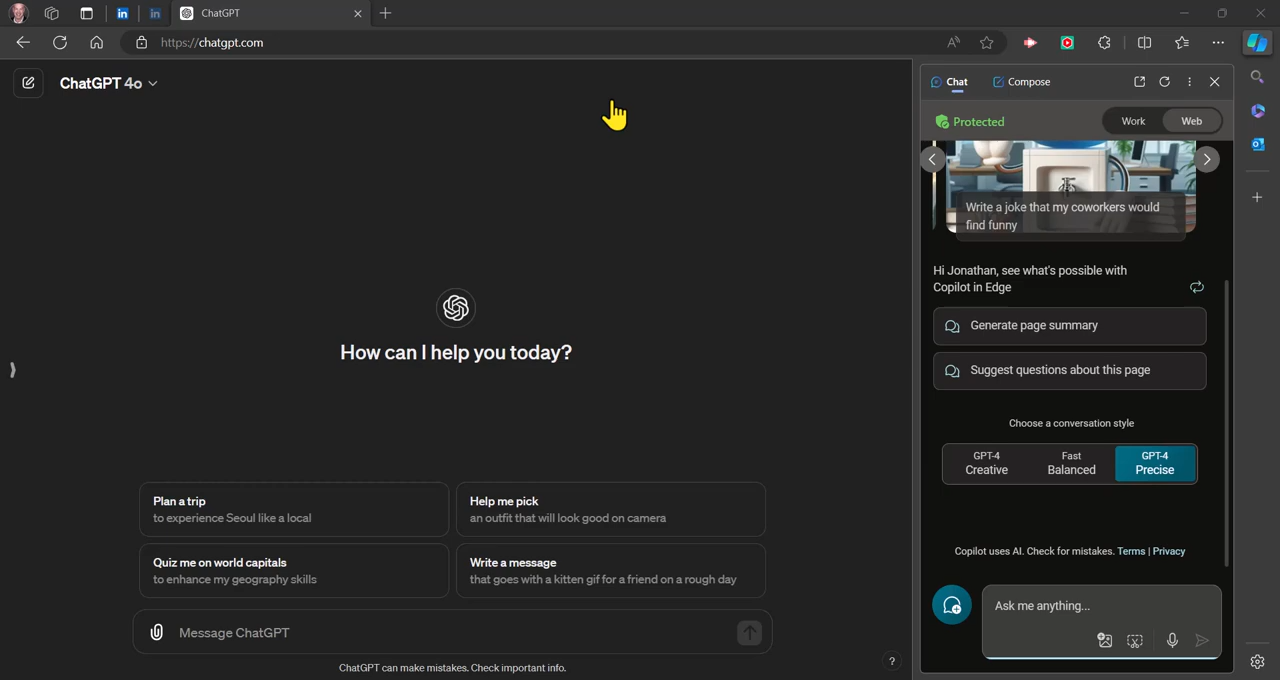 ChatGPT
https://chatgpt.com
ChatGPT 4o
How can I help you today?
Plan a trip
to experience Seoul like a local
Help me pick
an outfit that will look good on camera
Quiz me on world capitals
to enhance my geography skills
Write a message
that goes with a kitten gif for a friend on a rough day
Message ChatGPT
ChatGPT can make mistakes. Check important info.
?
Chat
Compose
Protected
Work
Web
Write a joke that my coworkers would
find funny
Hi Jonathan, see what's possible with
Copilot in Edge
Generate page summary
Suggest questions about this page
Choose a conversation style
GPT-4
Creative
Fast
Balanced
GPT-4
Precise
Copilot uses AI. Check for mistakes. Terms | Privacy
Ask me anything...